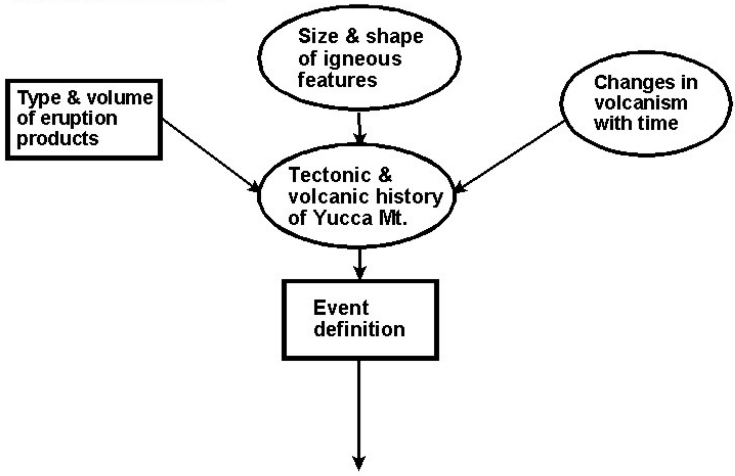 Size & shape
of igneous
features
Type & volume
of eruption
products
Changes in
volcanism
with time
Tectonic &
volcanic history
of Yucca Mt.
Event
definition